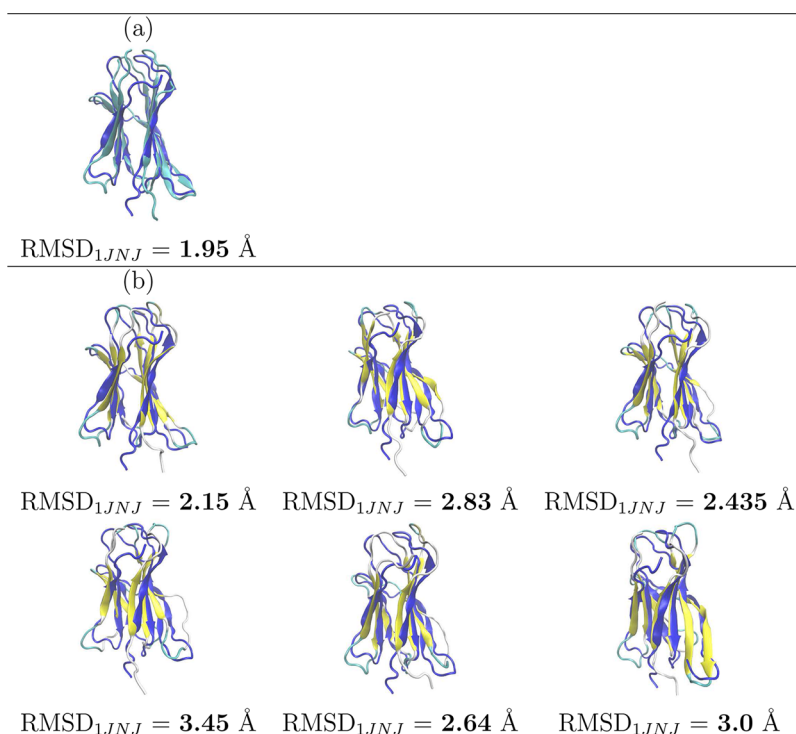 (a)
RMSD₁JNJ = 1.95 Å
(b)
RMSD₁JNJ = 2.15 Å RMSD₁JNJ = 2.83 Å RMSD₁JNJ = 2.435 Å
RMSD₁JNJ = 3.45 Å RMSD₁JNJ = 2.64 Å RMSD₁JNJ = 3.0 Å